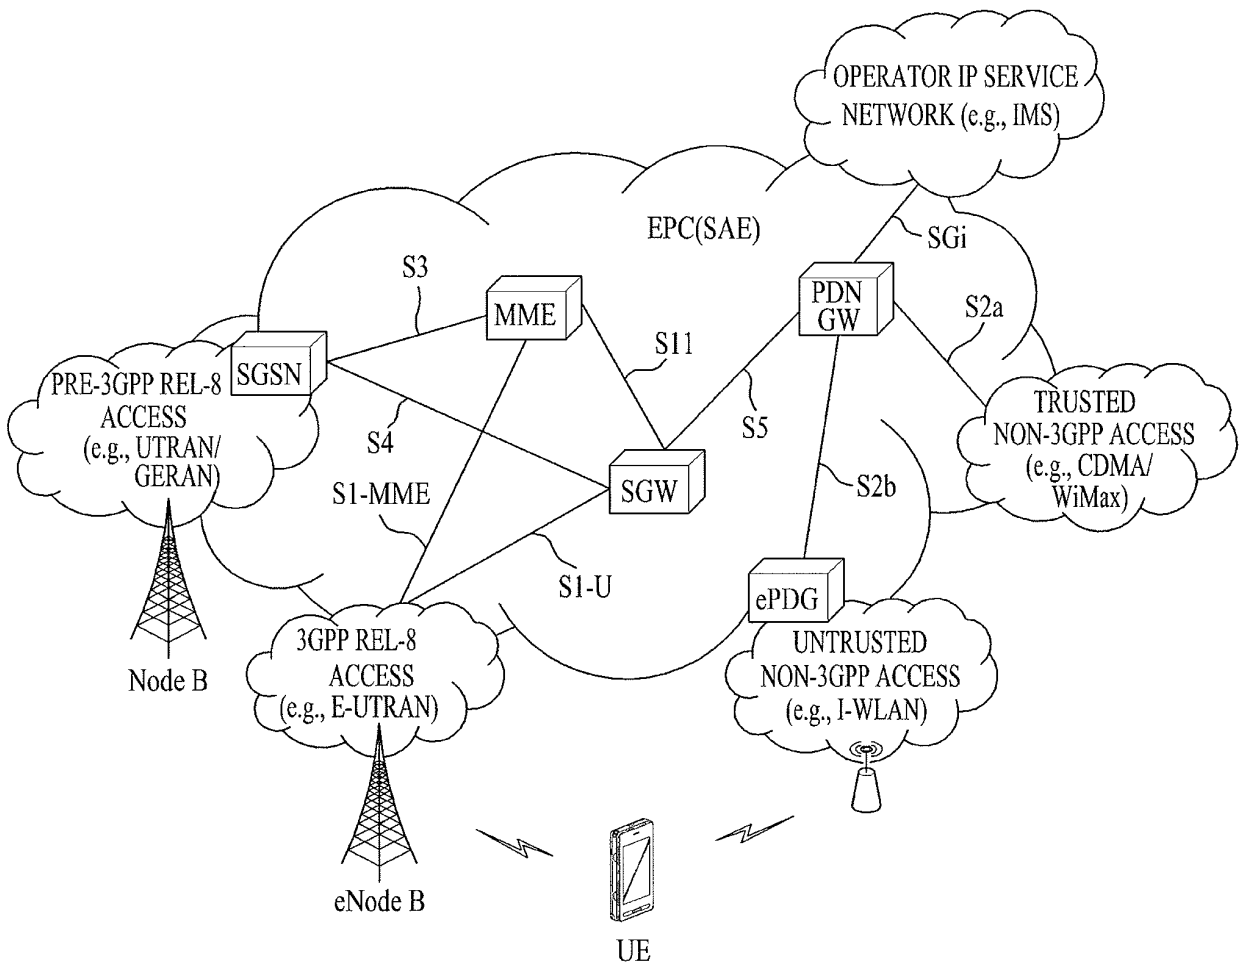 OPERATOR IP SERVICE
NETWORK (e.g., IMS)
EPC(SAE)
SGi
S3
MME
PDN
GW
S2a
S11
SGSN
PRE-3GPP REL-8
ACCESS
(e.g., UTRAN/
GERAN)
S4
S5
TRUSTED
NON-3GPP ACCESS
(e.g., CDMA/
WiMax)
S1-MME
SGW
S2b
S1-U
ePDG
3GPP REL-8
ACCESS
(e.g., E-UTRAN)
UNTRUSTED
NON-3GPP ACCESS
(e.g., I-WLAN)
Node B
eNode B
UE